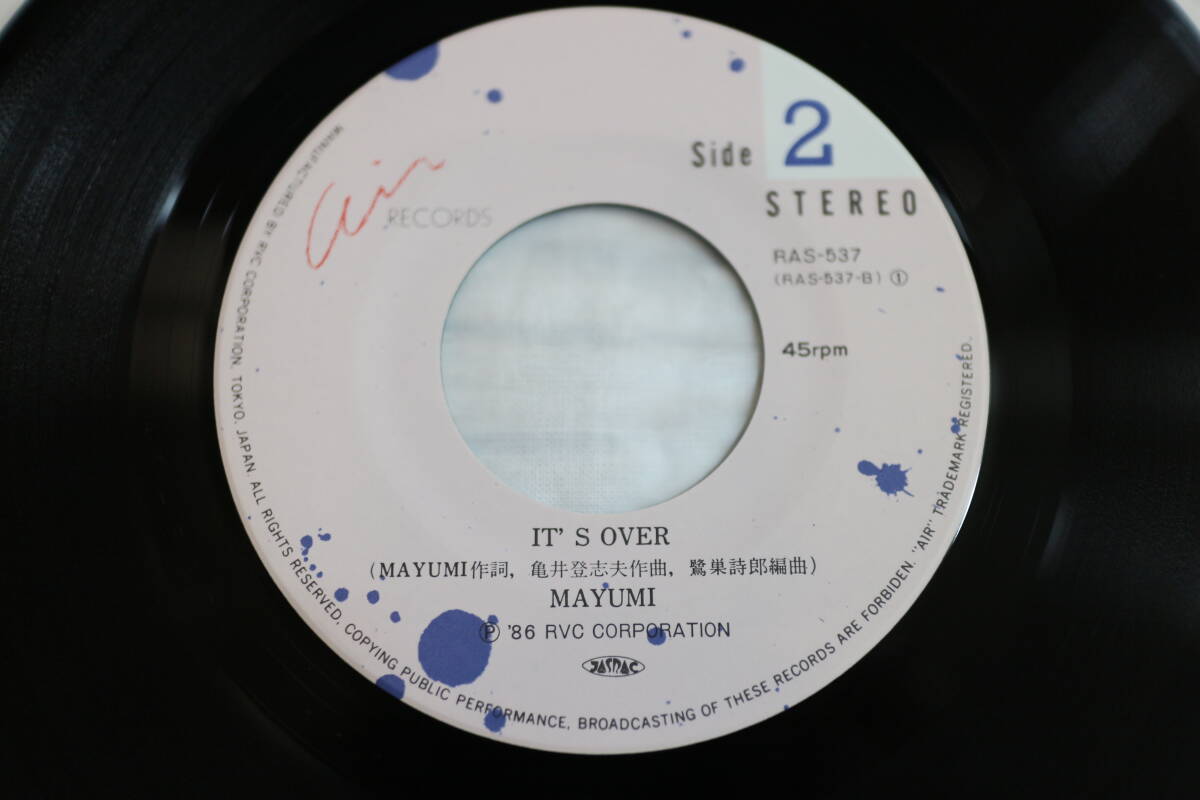 Side 2
STEREO
Air
RECORDS
RAS-537
(RAS-537-B) ①
45rpm
IT'S OVER
(MAYUMI作詞, 亀井登志夫作曲, 鷺巣詩郎編曲)
MAYUMI
Ⓟ '86 RVC CORPORATION
JASRAC
MANUFACTURED BY RVC CORPORATION, TOKYO, JAPAN. ALL RIGHTS RESERVED, COPYING PUBLIC PERFORMANCE, BROADCASTING OF THESE RECORDS ARE FORBIDDEN. "AIR" TRADEMARK REGISTERED.